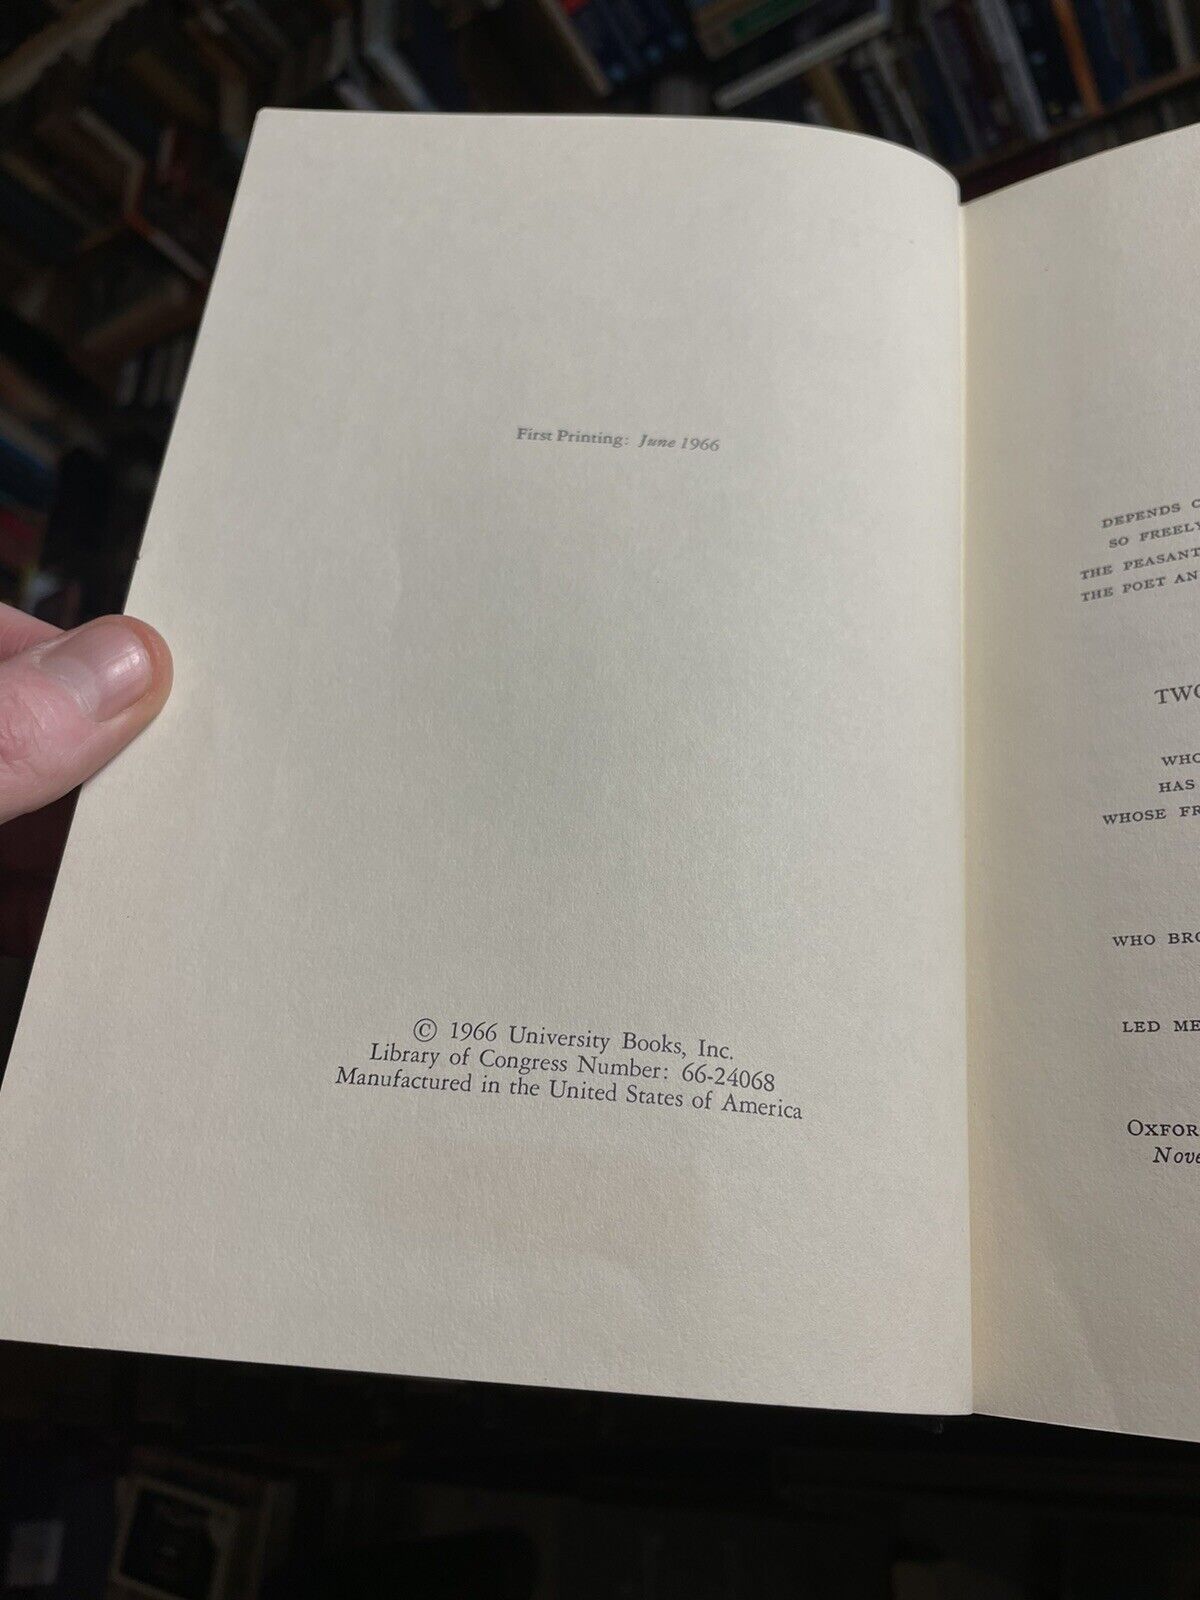 First Printing: June 1966
© 1966 University Books, Inc.
Library of Congress Number: 66-24068
Manufactured in the United States of America
DEPENDS
SO FREELY
THE PEASANT
THE POET AN
TWO
WHO
HAS
WHOSE FR
WHO BRO
LED ME
OXFOR
Nove